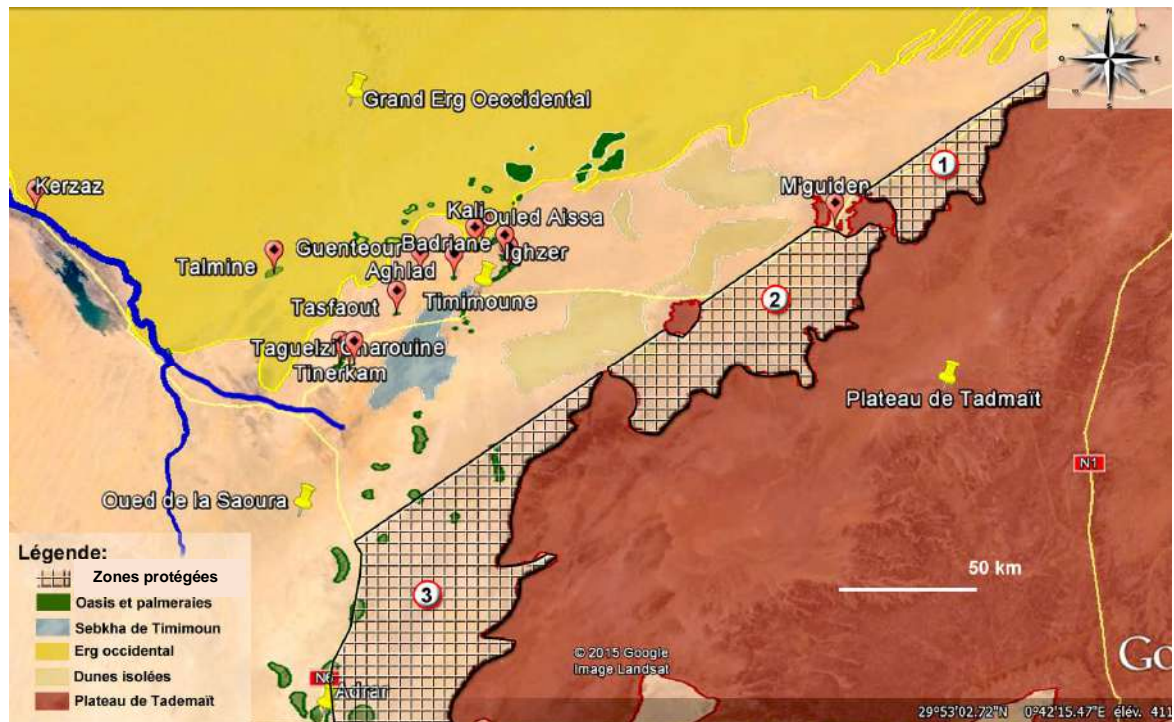 N
O
E
S
Grand Erg Oeccidental
1
Kerzaz
M'guiden
Kali
Ouled Aissa
Guenteour
Badriane
Ighzer
Talmine
Aghlad
Timimoune
2
Tasfaout
Taguelzi
Charouine
Tinerkam
Plateau de Tadmaït
N1
Oued de la Saoura
Légende:
Zones protégées
Oasis et palmeraies
Sebkha de Timimoun
Erg occidental
Dunes isolées
Plateau de Tademaït
50 km
3
© 2015 Google
Image Landsat
Go
N6
Adrar
29°53'02.72"N 0°42'15.47"E élév. 411